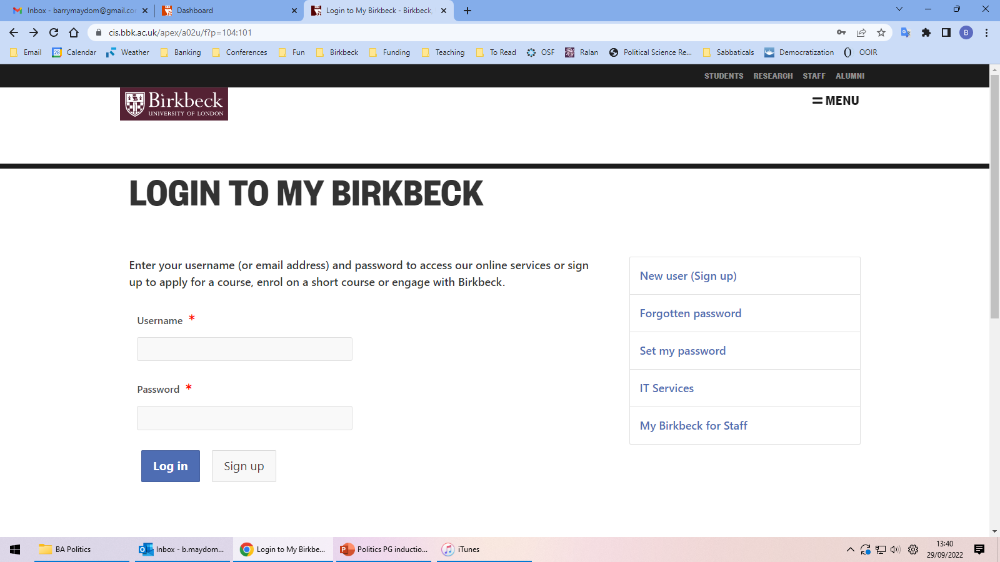 Inbox - barrymaydom@gmail.co
Dashboard
Login to My Birkbeck - Birkbeck,
cis.bbk.ac.uk/apex/a02u/f?p=104:101
B
Email
28
Calendar
Weather
Banking
Conferences
Fun
Birkbeck
Funding
Teaching
To Read
OSF
Ralan
Political Science Re...
Sabbaticals
Democratization
OOIR
STUDENTS RESEARCH STAFF ALUMNI
Birkbeck
UNIVERSITY OF LONDON
MENU
LOGIN TO MY BIRKBECK
Enter your username (or email address) and password to access our online services or sign
up to apply for a course, enrol on a short course or engage with Birkbeck.
Username *
Password *
Log in
Sign up
New user (Sign up)
Forgotten password
Set my password
IT Services
My Birkbeck for Staff
BA Politics
Inbox - b.maydom...
Login to My Birkbe...
Politics PG inductio...
iTunes
13:40
29/09/2022